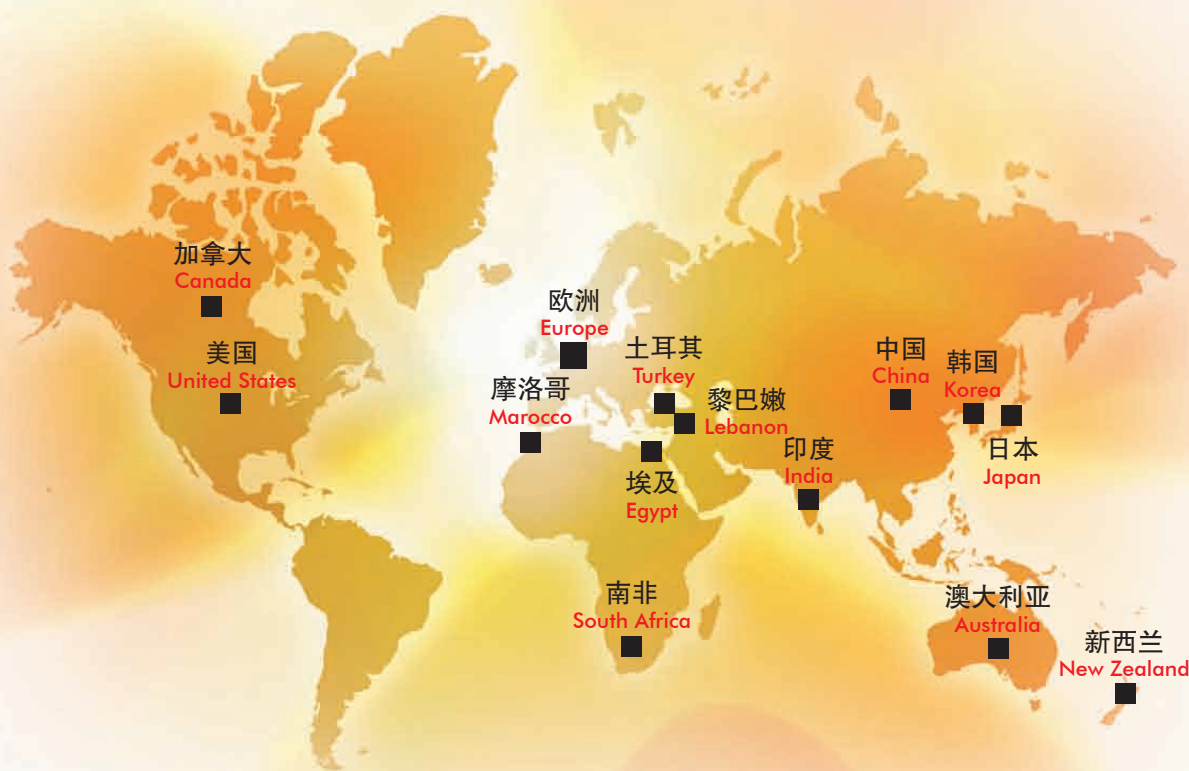 加拿大
Canada
美国
United States
欧洲
Europe
摩洛哥
Marocco
土耳其
Turkey
黎巴嫩
Lebanon
埃及
Egypt
印度
India
中国
China
韩国
Korea
日本
Japan
南非
South Africa
澳大利亚
Australia
新西兰
New Zealand